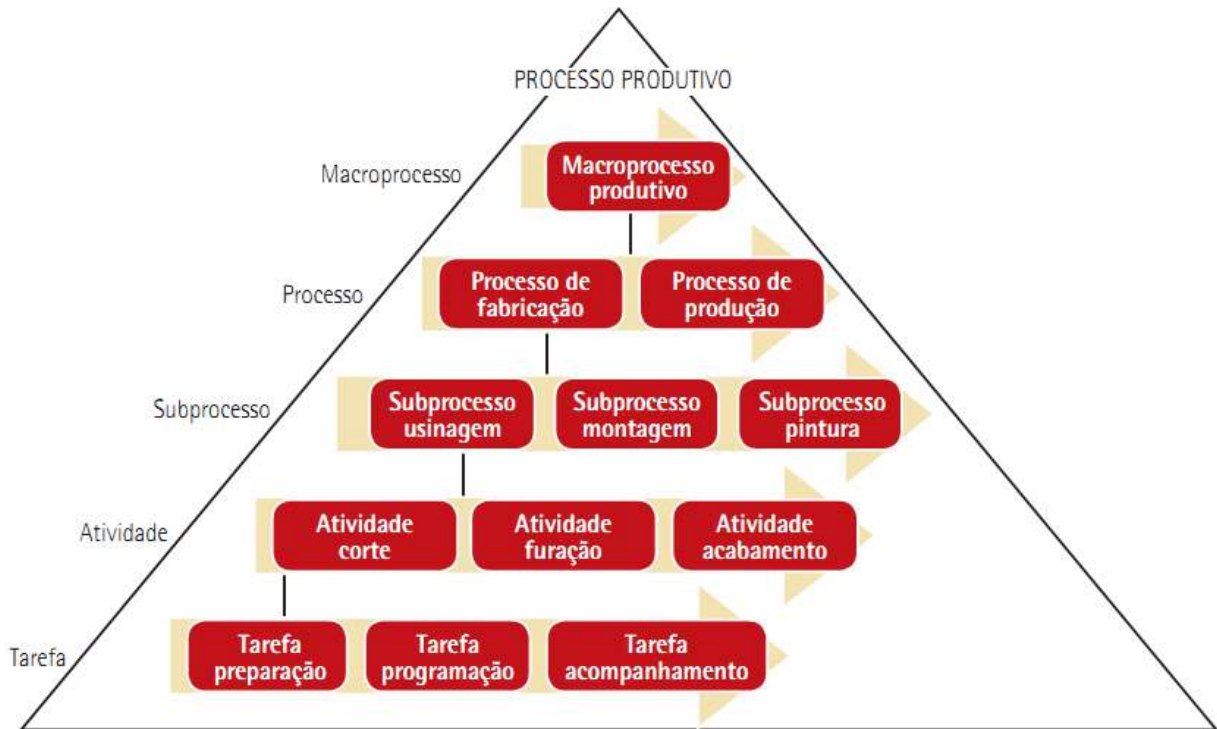 PROCESSO PRODUTIVO
Macroprocesso
Macroprocesso
produtivo
Processo
Processo de
fabricação
Processo de
produção
Subprocesso
Subprocesso
usinagem
Subprocesso
montagem
Subprocesso
pintura
Atividade
Atividade
corte
Atividade
furação
Atividade
acabamento
Tarefa
Tarefa
preparação
Tarefa
programação
Tarefa
acompanhamento